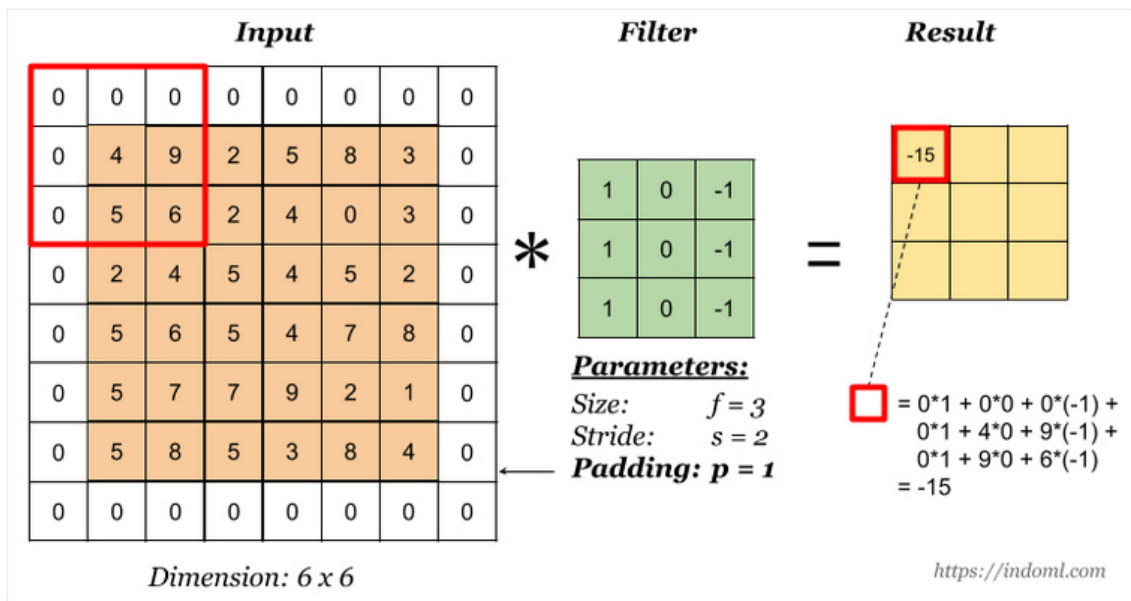 Input Filter Result
0 0 0 0 0 0 0 0
0 4 9 2 5 8 3 0
0 5 6 2 4 0 3 0
0 2 4 5 4 5 2 0
0 5 6 5 4 7 8 0
0 5 7 7 9 2 1 0
0 5 8 5 3 8 4 0
0 0 0 0 0 0 0 0
Dimension: 6 x 6
*
1 0 -1
1 0 -1
1 0 -1
Parameters:
Size: f = 3
Stride: s = 2
Padding: p = 1
=
-15
= 0*1 + 0*0 + 0*(-1) +
0*1 + 4*0 + 9*(-1) +
0*1 + 9*0 + 6*(-1)
= -15
https://indoml.com